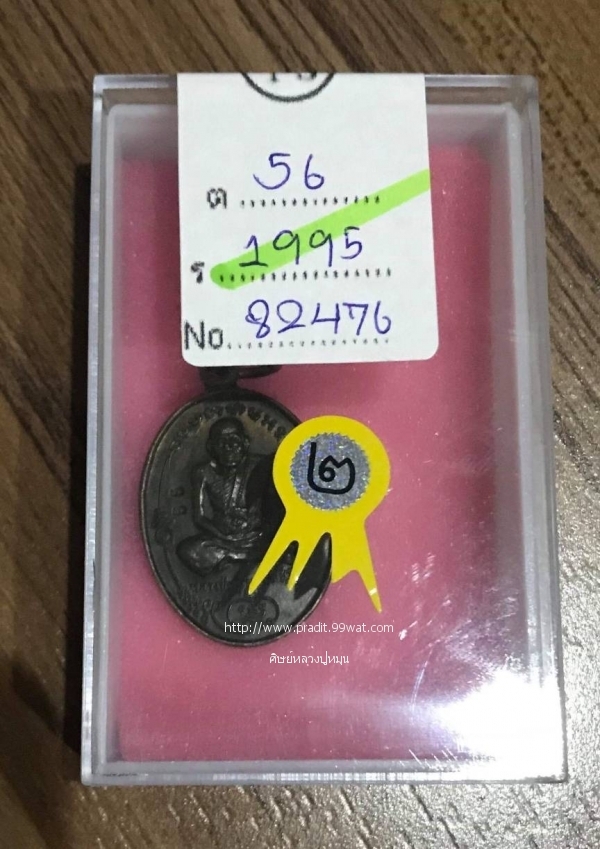 ต 56
ร 1995
No. 82476
๒
http://www.pradit.99wat.com
ศิษย์หลวงปู่หมุน